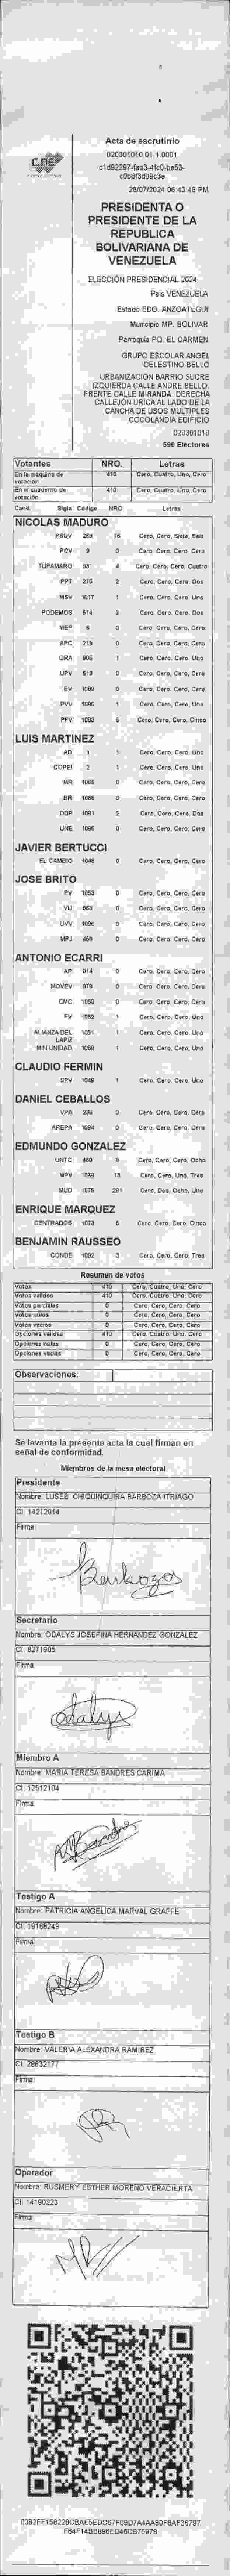 CNE
Acta de escrutinio
020301010.01.1.0001
c1d92297-faa3-4fc0-be53-
c0b8f3d09c3e
28/07/2024 06:43:48 PM
PRESIDENTA O
PRESIDENTE DE LA
REPUBLICA
BOLIVARIANA DE
VENEZUELA
ELECCIÓN PRESIDENCIAL 2024
País VENEZUELA
Estado EDO. ANZOATEGUI
Municipio MP. BOLIVAR
Parroquia PQ. EL CARMEN
GRUPO ESCOLAR ANGEL
CELESTINO BELLO
URBANIZACIÓN BARRIO SUCRE
IZQUIERDA CALLE ANDRE BELLO.
FRENTE CALLE MIRANDA. DERECHA
CALLEJÓN URICA AL LADO DE LA
CANCHA DE USOS MULTIPLES
COCOLANDIA EDIFICIO
020301010
590 Electores
Votantes NRO. Letras
En la máquina de votación 410 Cero, Cuatro, Uno, Cero
En el cuaderno de votación 410 Cero, Cuatro, Uno, Cero
Cand. Sigla Código NRO Letras
NICOLAS MADURO
PSUV 76 Cero, Cero, Siete, Seis
PCV 0 Cero, Cero, Cero, Cero
TUPAMARO 931 4 Cero, Cero, Cero, Cuatro
PPT 2 Cero, Cero, Cero, Dos
MSV 1017 1 Cero, Cero, Cero, Uno
PODEMOS 514 2 Cero, Cero, Cero, Dos
MEP 6 0 Cero, Cero, Cero, Cero
APC 219 0 Cero, Cero, Cero, Cero
ORA 906 1 Cero, Cero, Cero, Uno
UPV 513 0 Cero, Cero, Cero, Cero
EV 1089 0 Cero, Cero, Cero, Cero
PVV 1090 1 Cero, Cero, Cero, Uno
PFV 1093 5 Cero, Cero, Cero, Cinco
LUIS MARTINEZ
AD 1 1 Cero, Cero, Cero, Uno
COPEI 2 1 Cero, Cero, Cero, Uno
MR 1065 0 Cero, Cero, Cero, Cero
BR 1066 0 Cero, Cero, Cero, Cero
DDP 1091 2 Cero, Cero, Cero, Dos
UNE 1095 0 Cero, Cero, Cero, Cero
JAVIER BERTUCCI
EL CAMBIO 1048 0 Cero, Cero, Cero, Cero
JOSE BRITO
PV 1053 0 Cero, Cero, Cero, Cero
VU 0 Cero, Cero, Cero, Cero
UVV 1096 0 Cero, Cero, Cero, Cero
MPJ 459 0 Cero, Cero, Cero, Cero
ANTONIO ECARRI
AP 914 0 Cero, Cero, Cero, Cero
MOVEV 979 0 Cero, Cero, Cero, Cero
CMC 1050 0 Cero, Cero, Cero, Cero
FV 1062 1 Cero, Cero, Cero, Uno
ALIANZA DEL LAPIZ 1051 1 Cero, Cero, Cero, Uno
MIN UNIDAD 1069 1 Cero, Cero, Cero, Uno
CLAUDIO FERMIN
SPV 1049 1 Cero, Cero, Cero, Uno
DANIEL CEBALLOS
VPA 0 Cero, Cero, Cero, Cero
AREPA 1094 0 Cero, Cero, Cero, Cero
EDMUNDO GONZALEZ
UNTC 450 8 Cero, Cero, Cero, Ocho
MPV 1069 13 Cero, Cero, Uno, Tres
MUD 1076 281 Cero, Dos, Ocho, Uno
ENRIQUE MARQUEZ
CENTRADOS 1073 5 Cero, Cero, Cero, Cinco
BENJAMIN RAUSSEO
CONDE 1092 3 Cero, Cero, Cero, Tres
Resumen de votos
Votos 410 Cero, Cuatro, Uno, Cero
Votos válidos 410 Cero, Cuatro, Uno, Cero
Votos parciales 0 Cero, Cero, Cero, Cero
Votos nulos 0 Cero, Cero, Cero, Cero
Votos vacíos 0 Cero, Cero, Cero, Cero
Opciones válidas 410 Cero, Cuatro, Uno, Cero
Opciones nulas 0 Cero, Cero, Cero, Cero
Opciones vacías 0 Cero, Cero, Cero, Cero
Observaciones:
Se levanta la presente acta la cual firman en
señal de conformidad.
Miembros de la mesa electoral
Presidente
Nombre: LUSEB CHIQUINQUIRA BARBOZA ITRIAGO
CI: 14212914
Firma:
Barboza
Secretario
Nombre: ODALYS JOSEFINA HERNANDEZ GONZALEZ
CI: 8271905
Firma:
Odalys
Miembro A
Nombre: MARIA TERESA BANDRES CARIMA
CI: 12512104
Firma:
Testigo A
Nombre: PATRICIA ANGELICA MARVAL GRAFFE
CI: 19168249
Firma:
Testigo B
Nombre: VALERIA ALEXANDRA RAMIREZ
CI: 28632177
Firma:
Operador
Nombre: RUSMERY ESTHER MORENO VERACIERTA
CI: 14190223
Firma: